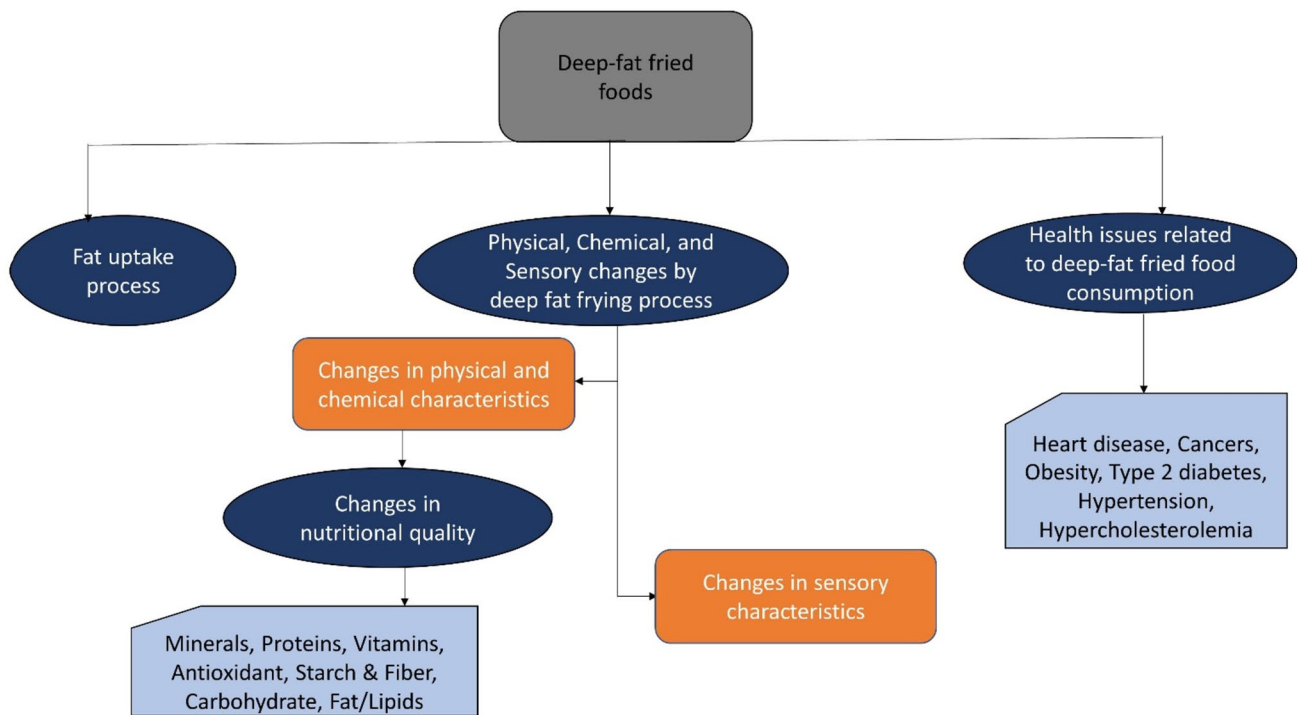 Deep-fat fried
foods
Fat uptake
process
Physical, Chemical, and
Sensory changes by
deep fat frying process
Health issues related
to deep-fat fried food
consumption
Changes in physical and
chemical characteristics
Heart disease, Cancers,
Obesity, Type 2 diabetes,
Hypertension,
Hypercholesterolemia
Changes in
nutritional quality
Changes in sensory
characteristics
Minerals, Proteins, Vitamins,
Antioxidant, Starch & Fiber,
Carbohydrate, Fat/Lipids